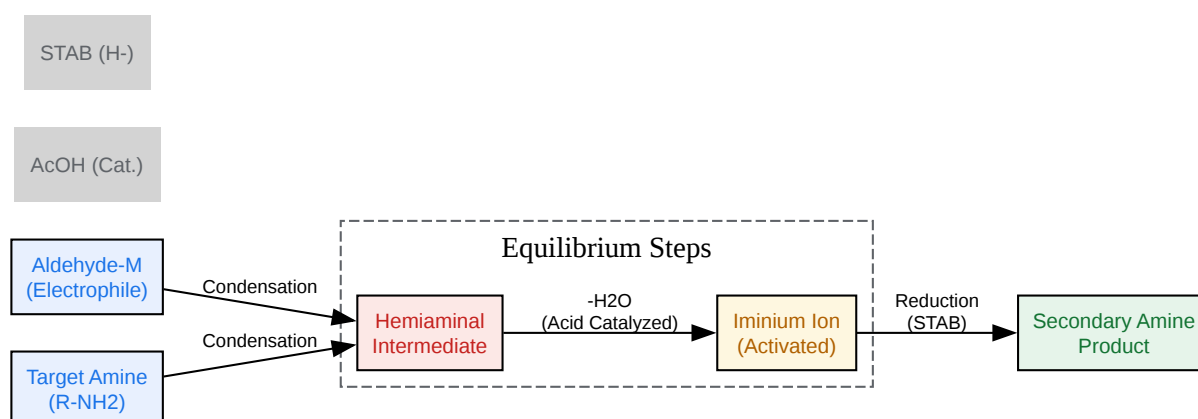 STAB (H-)
AcOH (Cat.)
Aldehyde-M
(Electrophile)
Target Amine
(R-NH2)
Condensation
Condensation
Equilibrium Steps
Hemiaminal
Intermediate
-H2O
(Acid Catalyzed)
Iminium Ion
(Activated)
Reduction
(STAB)
Secondary Amine
Product